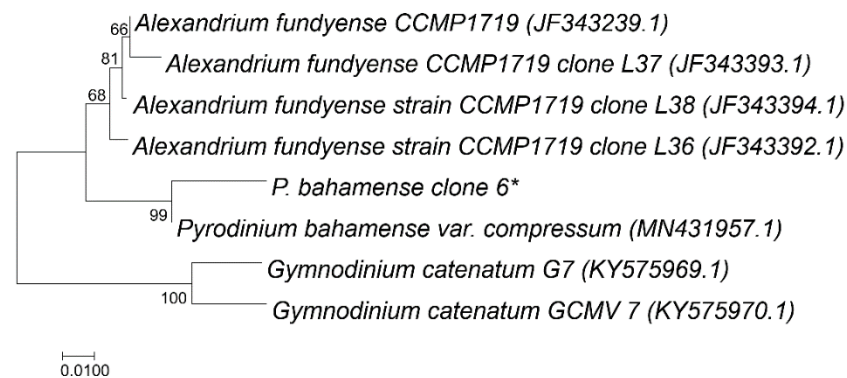 66
Alexandrium fundyense CCMP1719 (JF343239.1)
81
Alexandrium fundyense CCMP1719 clone L37 (JF343393.1)
68
Alexandrium fundyense strain CCMP1719 clone L38 (JF343394.1)
Alexandrium fundyense strain CCMP1719 clone L36 (JF343392.1)
P. bahamense clone 6*
99
Pyrodinium bahamense var. compressum (MN431957.1)
Gymnodinium catenatum G7 (KY575969.1)
100
Gymnodinium catenatum GCMV 7 (KY575970.1)
0.0100